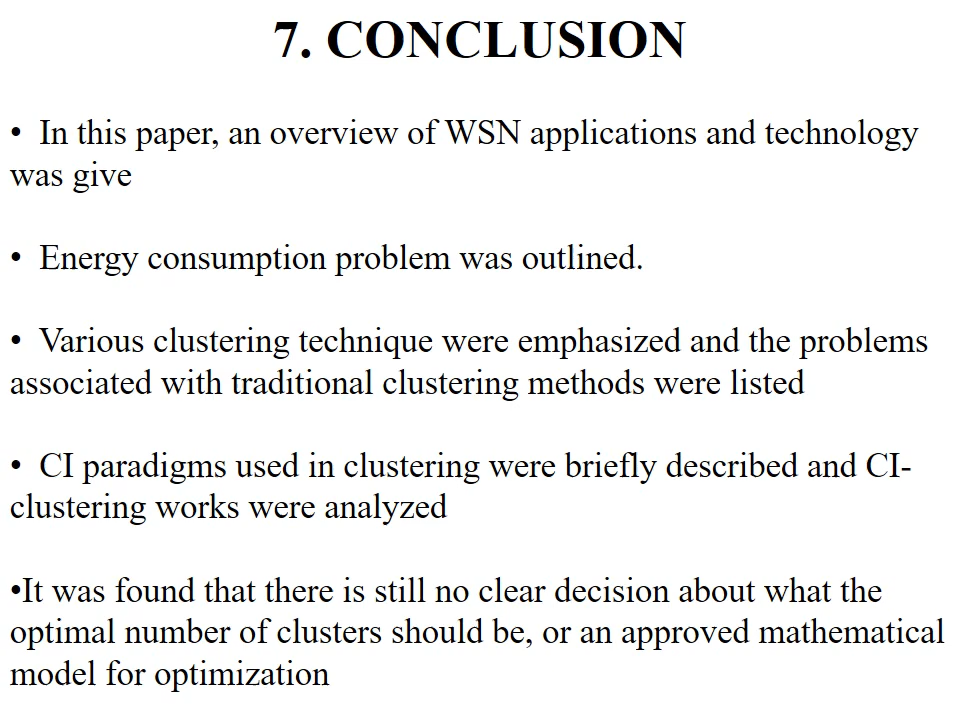 7. CONCLUSION
• In this paper, an overview of WSN applications and technology
was give
• Energy consumption problem was outlined.
• Various clustering technique were emphasized and the problems
associated with traditional clustering methods were listed
• CI paradigms used in clustering were briefly described and CI-
clustering works were analyzed
•It was found that there is still no clear decision about what the
optimal number of clusters should be, or an approved mathematical
model for optimization